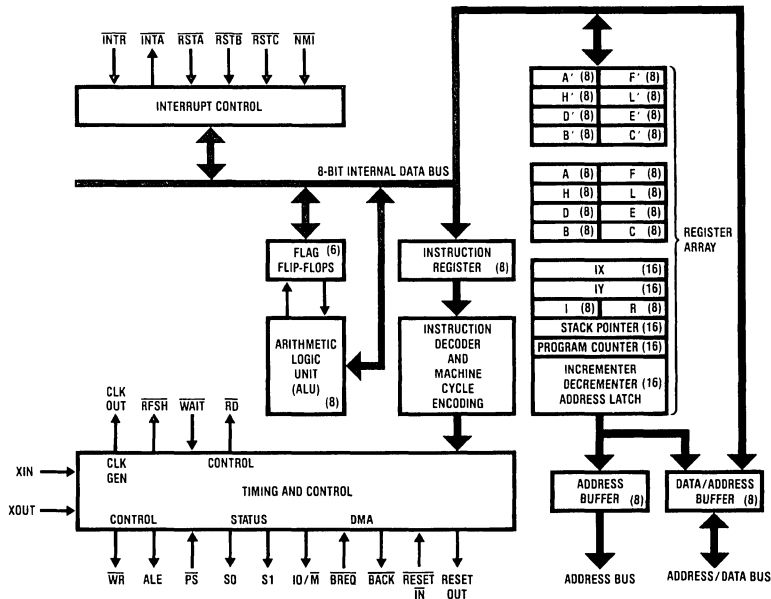 INTR INTA RSTA RSTB RSTC NMI
INTERRUPT CONTROL
8-BIT INTERNAL DATA BUS
FLAG (6)
FLIP-FLOPS
ARITHMETIC
LOGIC
UNIT
(ALU)
(8)
INSTRUCTION
REGISTER
(8)
INSTRUCTION
DECODER
AND
MACHINE
CYCLE
ENCODING
A' (8) F' (8)
H' (8) L' (8)
D' (8) E' (8)
B' (8) C' (8)
A (8) F (8)
H (8) L (8)
D (8) E (8)
B (8) C (8)
IX (16)
IY (16)
I (8) R (8)
STACK POINTER (16)
PROGRAM COUNTER (16)
INCREMENTER
DECREMENTER (16)
ADDRESS LATCH
REGISTER
ARRAY
CLK
OUT RFSH WAIT RD
XIN
XOUT
CLK
GEN
CONTROL
TIMING AND CONTROL
CONTROL STATUS DMA
WR ALE PS S0 S1 IO/M BREQ BACK RESET
IN
RESET
OUT
ADDRESS
BUFFER
(8)
DATA/ADDRESS
BUFFER
(8)
ADDRESS BUS
ADDRESS/DATA BUS